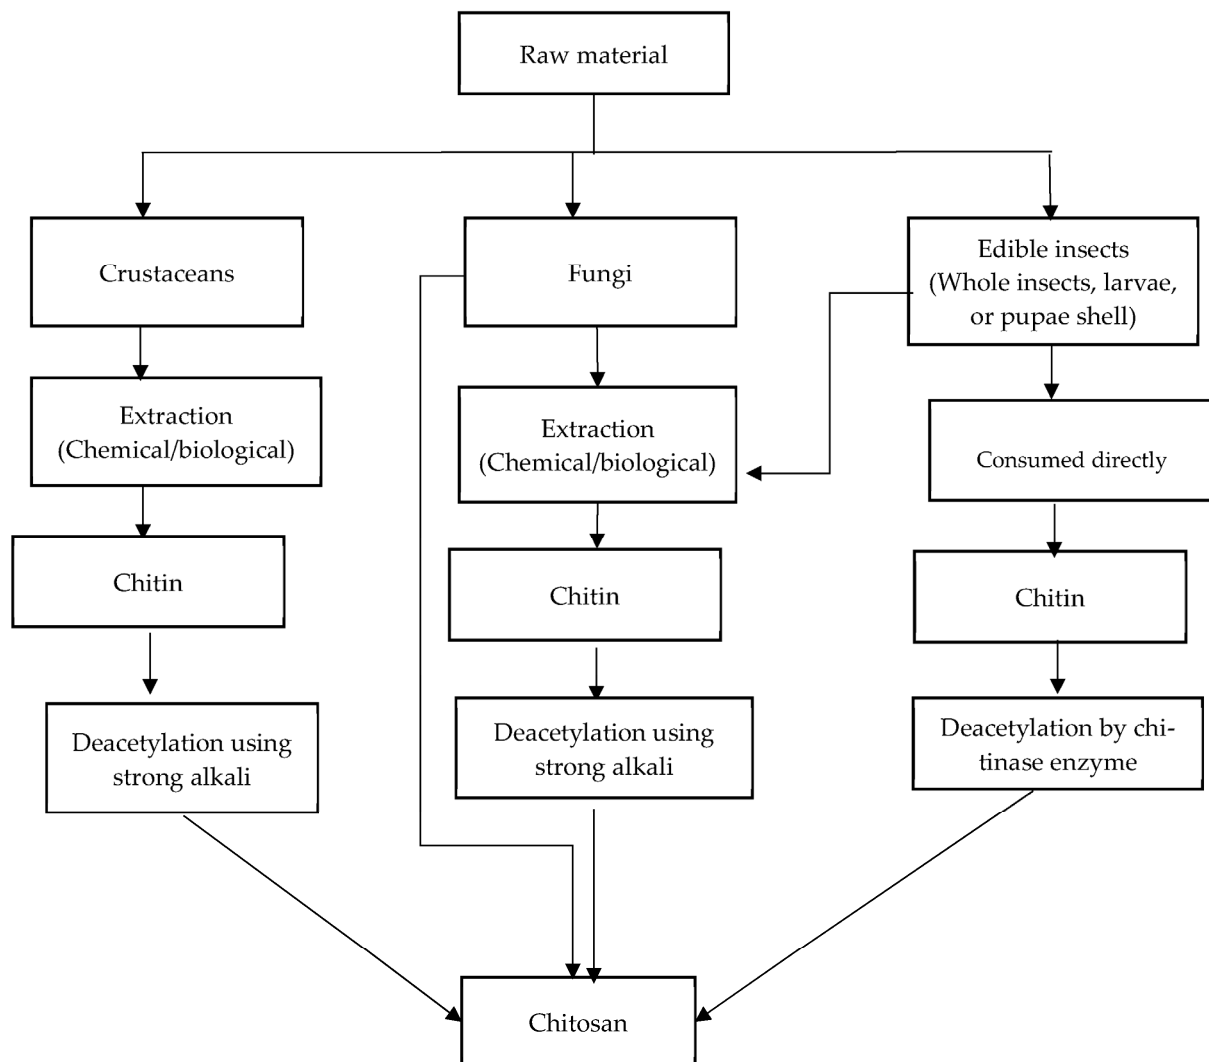 Raw material
Crustaceans
Fungi
Edible insects
(Whole insects, larvae,
or pupae shell)
Extraction
(Chemical/biological)
Extraction
(Chemical/biological)
Consumed directly
Chitin
Chitin
Chitin
Deacetylation using
strong alkali
Deacetylation using
strong alkali
Deacetylation by chi-
tinase enzyme
Chitosan